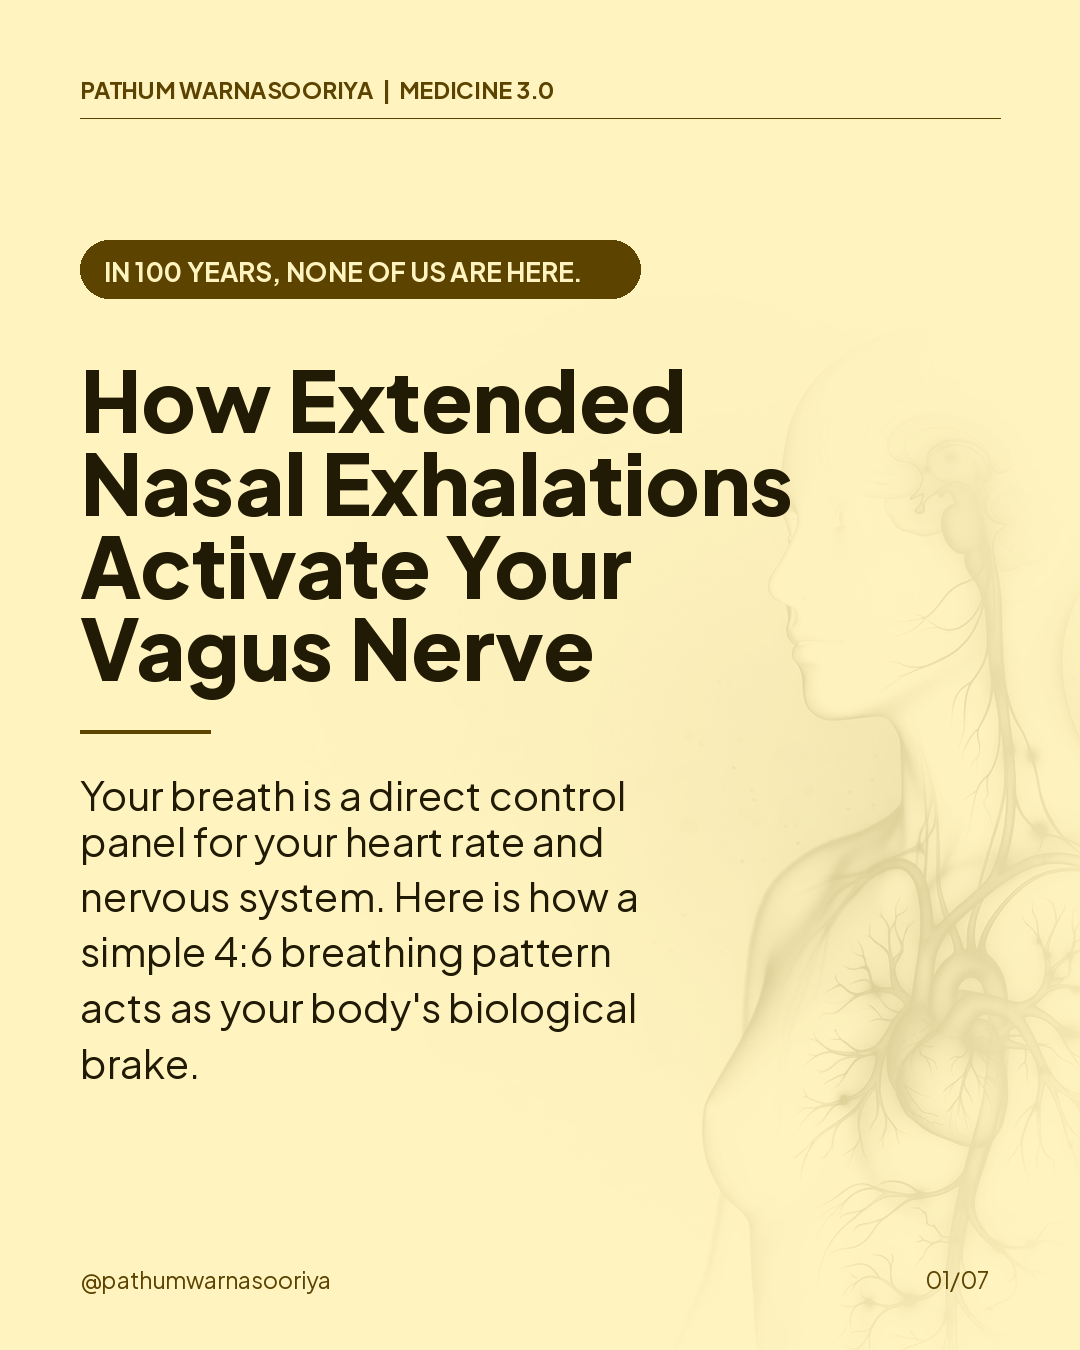 PATHUM WARNASOORIYA | MEDICINE 3.0
IN 100 YEARS, NONE OF US ARE HERE.
How Extended
Nasal Exhalations
Activate Your
Vagus Nerve
Your breath is a direct control
panel for your heart rate and
nervous system. Here is how a
simple 4:6 breathing pattern
acts as your body's biological
brake.
@pathumwarnasooriya
01/07